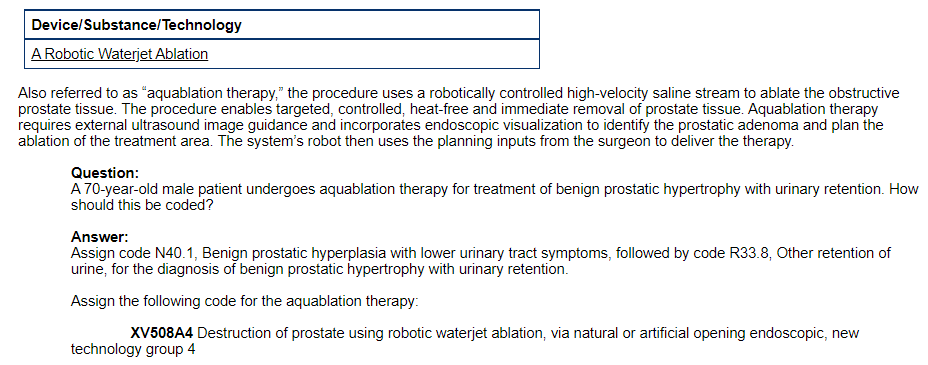 Device/Substance/Technology
A Robotic Waterjet Ablation
Also referred to as “aquablation therapy,” the procedure uses a robotically controlled high-velocity saline stream to ablate the obstructive
prostate tissue. The procedure enables targeted, controlled, heat-free and immediate removal of prostate tissue. Aquablation therapy
requires external ultrasound image guidance and incorporates endoscopic visualization to identify the prostatic adenoma and plan the
ablation of the treatment area. The system’s robot then uses the planning inputs from the surgeon to deliver the therapy.
Question:
A 70-year-old male patient undergoes aquablation therapy for treatment of benign prostatic hypertrophy with urinary retention. How
should this be coded?
Answer:
Assign code N40.1, Benign prostatic hyperplasia with lower urinary tract symptoms, followed by code R33.8, Other retention of
urine, for the diagnosis of benign prostatic hypertrophy with urinary retention.
Assign the following code for the aquablation therapy:
XV508A4 Destruction of prostate using robotic waterjet ablation, via natural or artificial opening endoscopic, new
technology group 4